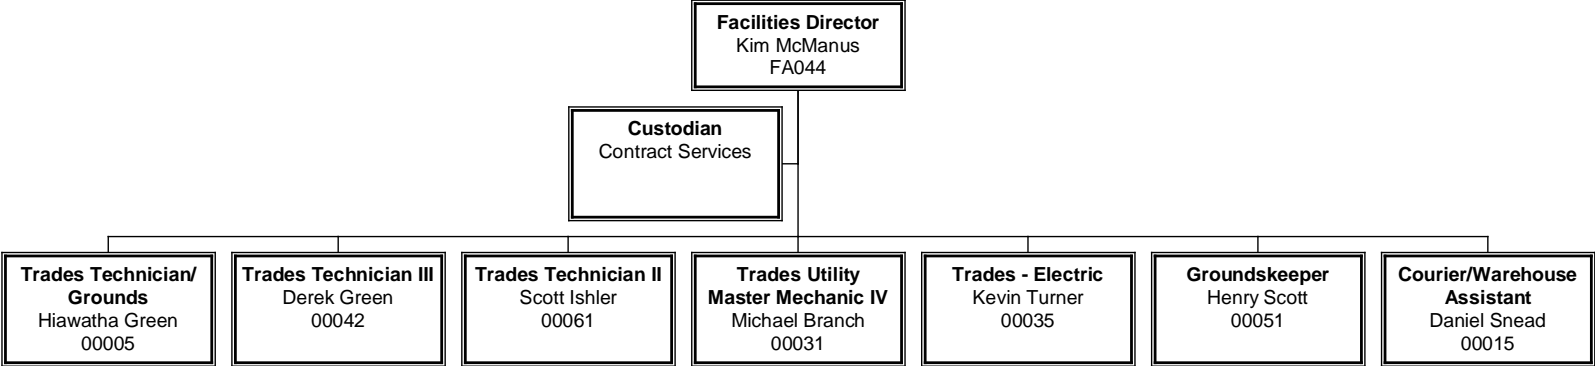 Facilities Director
Kim McManus
FA044
Custodian
Contract Services
Trades Technician/
Grounds
Hiawatha Green
00005
Trades Technician III
Derek Green
00042
Trades Technician II
Scott Ishler
00061
Trades Utility
Master Mechanic IV
Michael Branch
00031
Trades - Electric
Kevin Turner
00035
Groundskeeper
Henry Scott
00051
Courier/Warehouse
Assistant
Daniel Snead
00015